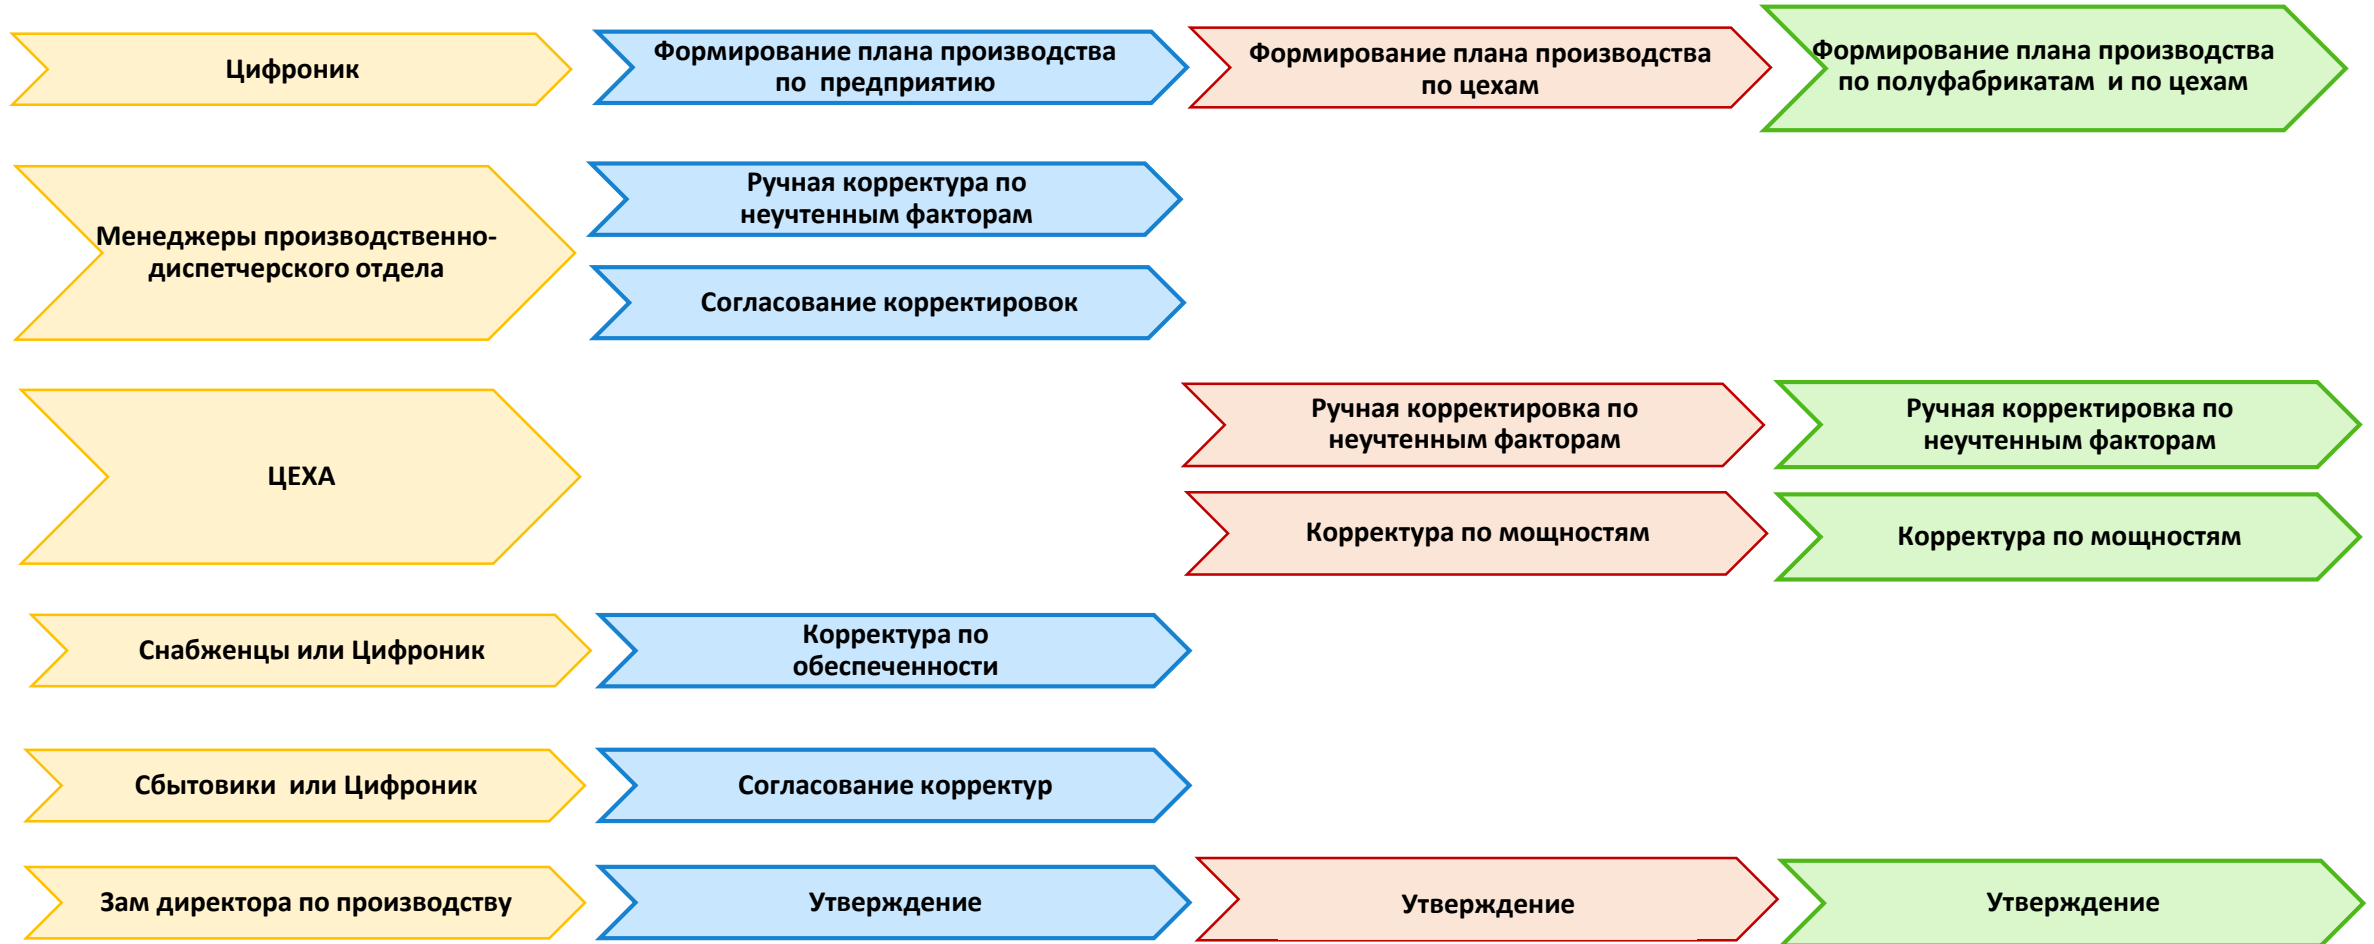 Цифроник
Формирование плана производства
по предприятию
Формирование плана производства
по цехам
Формирование плана производства
по полуфабрикатам и по цехам
Менеджеры производственно-
диспетчерского отдела
Ручная корректура по
неучтенным факторам
Согласование корректировок
ЦЕХА
Ручная корректировка по
неучтенным факторам
Ручная корректировка по
неучтенным факторам
Корректура по мощностям
Корректура по мощностям
Снабженцы или Цифроник
Корректура по
обеспеченности
Сбытовики или Цифроник
Согласование корректур
Зам директора по производству
Утверждение
Утверждение
Утверждение